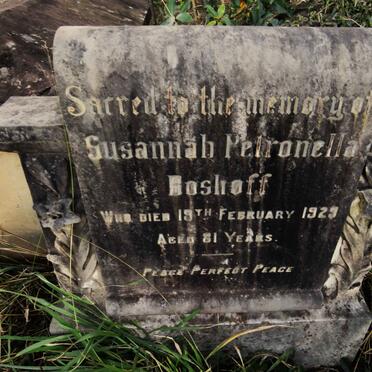 Sacred to the memory of
Susannah Petronella
Boshoff
WHO DIED 19TH FEBRUARY 1929
AGED 81 YEARS.
PEACE PERFECT PEACE